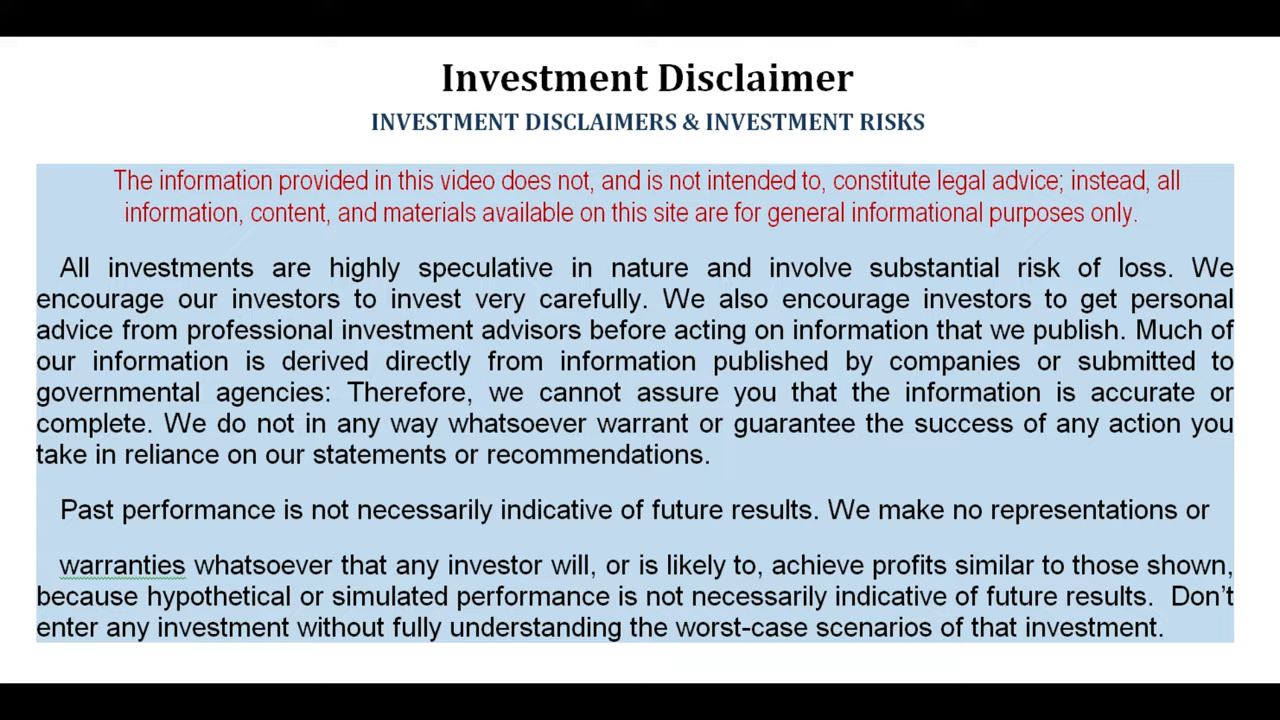 Investment Disclaimer
INVESTMENT DISCLAIMERS & INVESTMENT RISKS
The information provided in this video does not, and is not intended to, constitute legal advice; instead, all
information, content, and materials available on this site are for general informational purposes only.
All investments are highly speculative in nature and involve substantial risk of loss. We
encourage our investors to invest very carefully. We also encourage investors to get personal
advice from professional investment advisors before acting on information that we publish. Much of
our information is derived directly from information published by companies or submitted to
governmental agencies: Therefore, we cannot assure you that the information is accurate or
complete. We do not in any way whatsoever warrant or guarantee the success of any action you
take in reliance on our statements or recommendations.
Past performance is not necessarily indicative of future results. We make no representations or
warranties whatsoever that any investor will, or is likely to, achieve profits similar to those shown,
because hypothetical or simulated performance is not necessarily indicative of future results.  Don’t
enter any investment without fully understanding the worst-case scenarios of that investment.